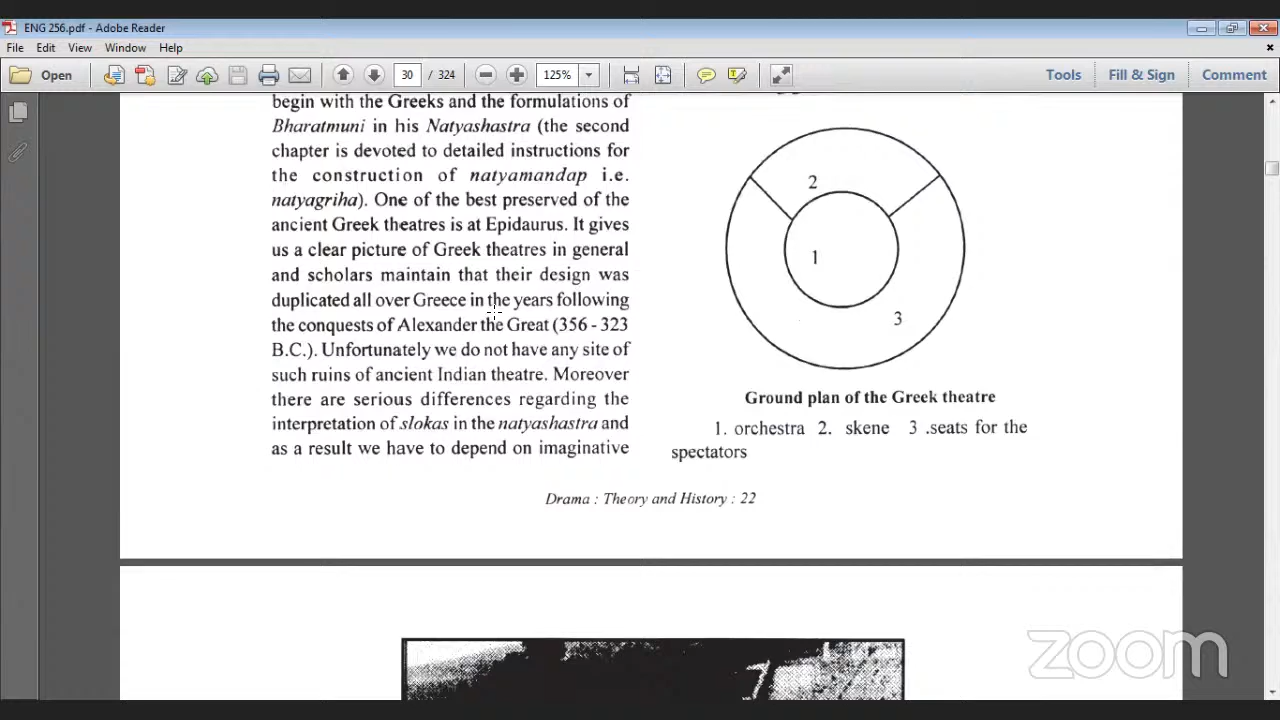 ENG 256.pdf - Adobe Reader
File Edit View Window Help
Open 30 / 324 125% Tools Fill & Sign Comment
begin with the Greeks and the formulations of
Bharatmuni in his Natyashastra (the second
chapter is devoted to detailed instructions for
the construction of natyamandap i.e.
natyagriha). One of the best preserved of the
ancient Greek theatres is at Epidaurus. It gives
us a clear picture of Greek theatres in general
and scholars maintain that their design was
duplicated all over Greece in the years following
the conquests of Alexander the Great (356 - 323
B.C.). Unfortunately we do not have any site of
such ruins of ancient Indian theatre. Moreover
there are serious differences regarding the
interpretation of slokas in the natyashastra and
as a result we have to depend on imaginative
2
1
3
Ground plan of the Greek theatre
1. orchestra 2. skene 3 .seats for the
spectators
Drama : Theory and History : 22
zoom